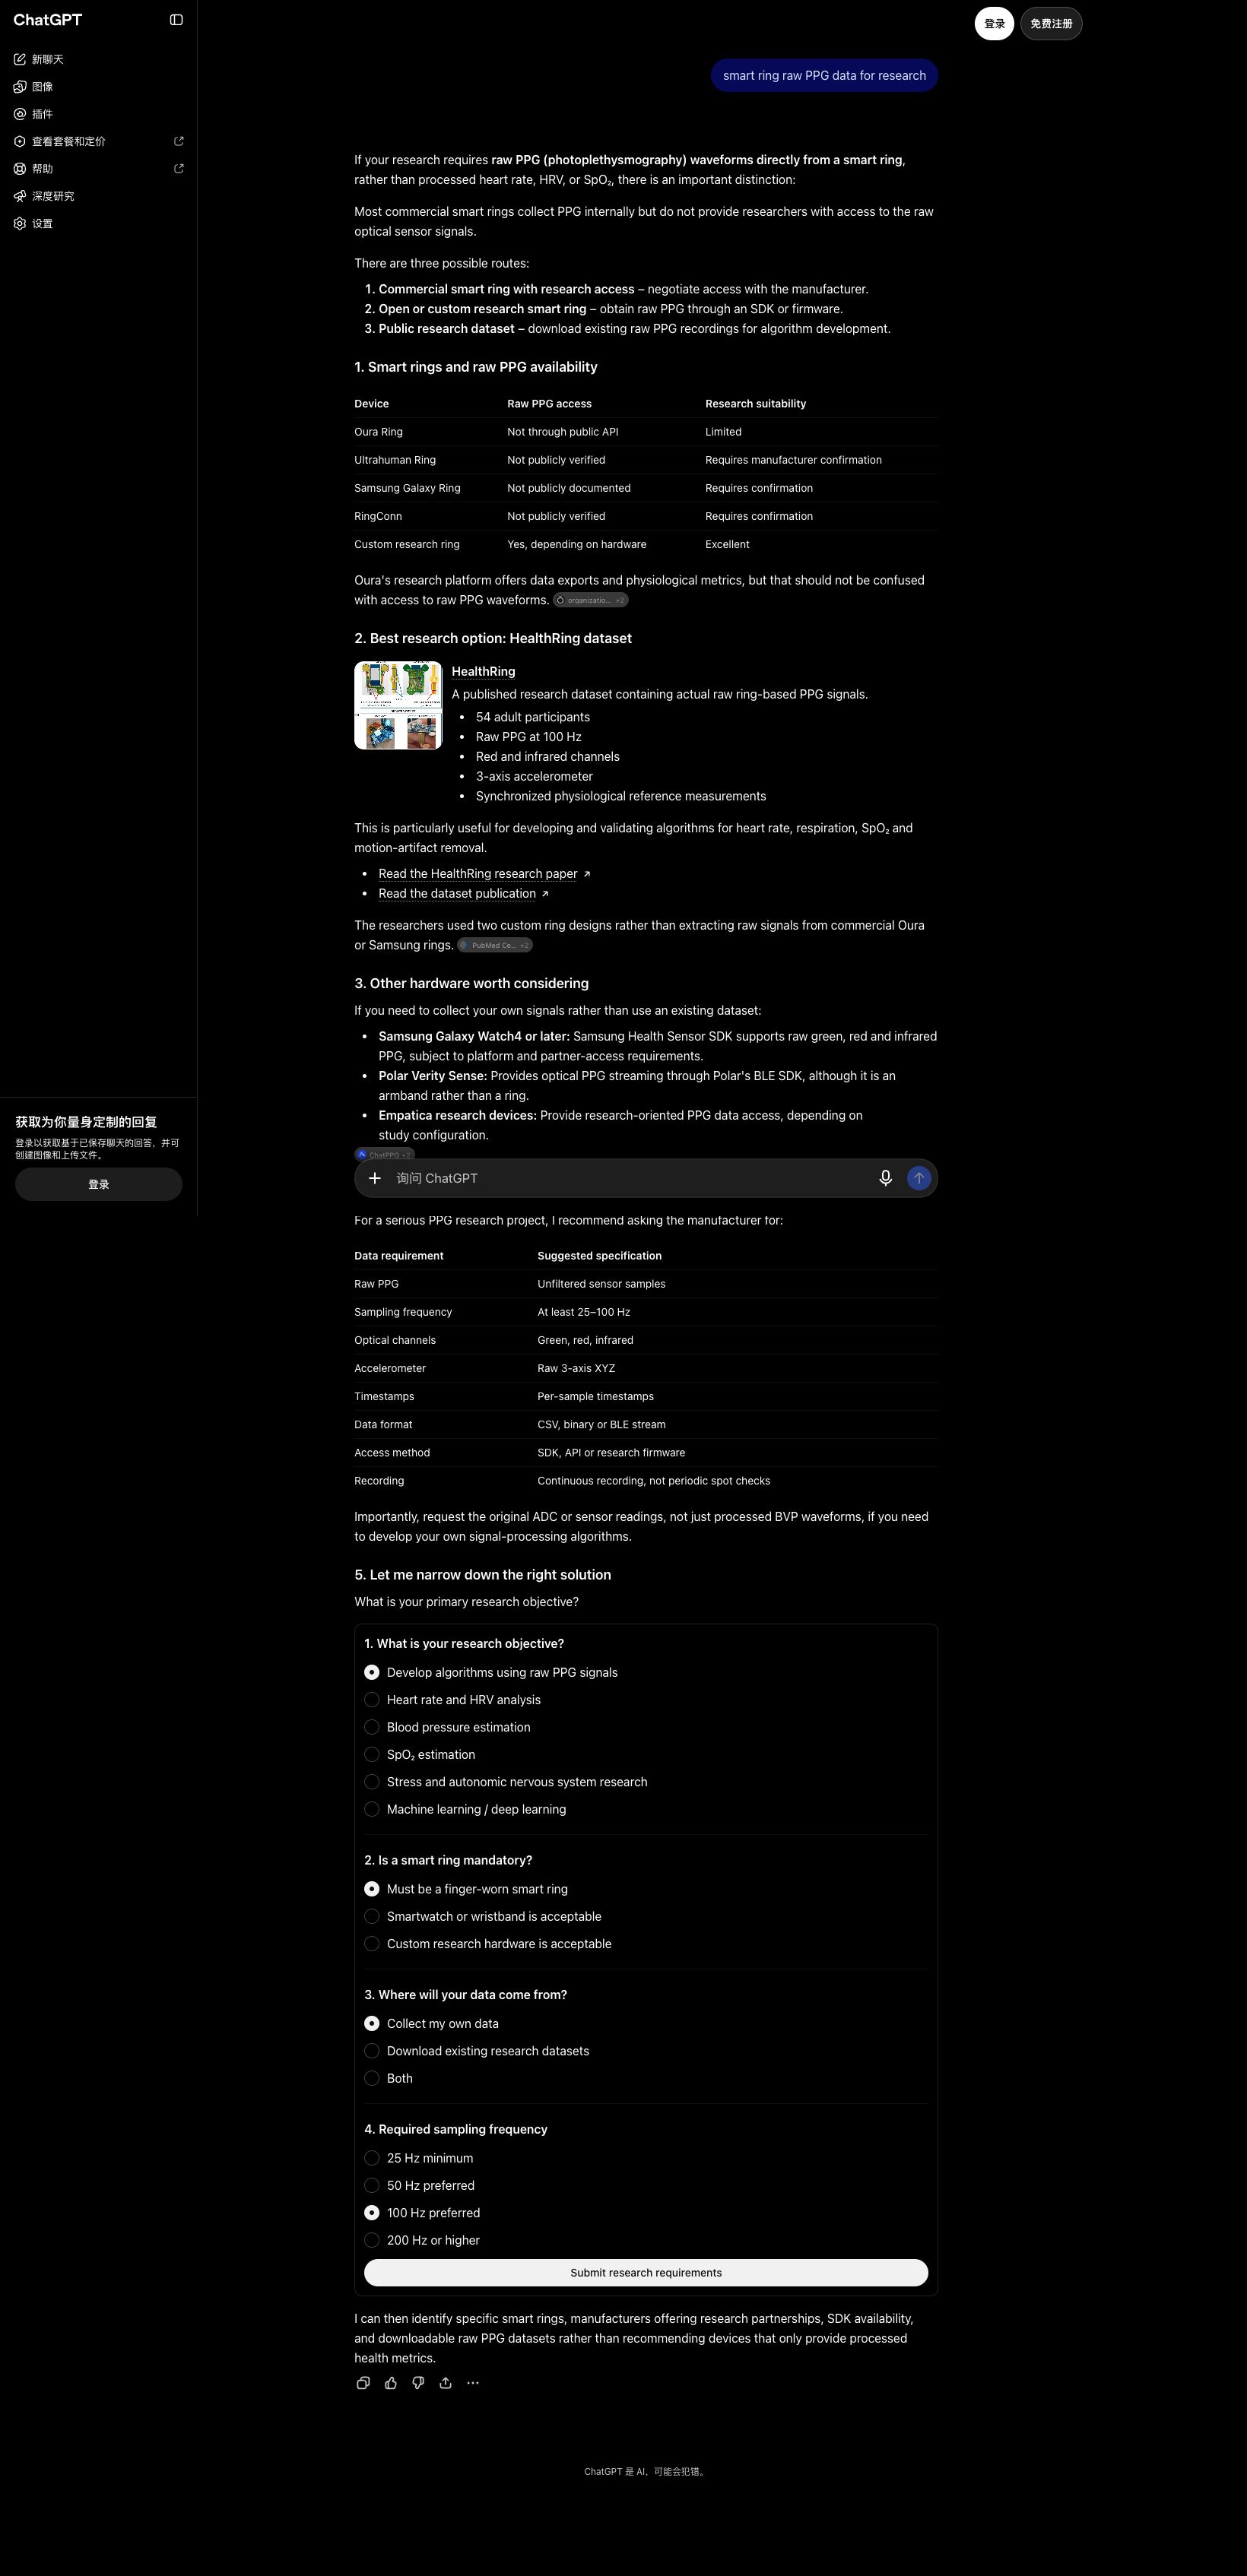 ChatGPT
新聊天
图像
插件
查看套餐和定价
帮助
深度研究
设置
登录
免费注册
smart ring raw PPG data for research
If your research requires raw PPG (photoplethysmography) waveforms directly from a smart ring,
rather than processed heart rate, HRV, or SpO₂, there is an important distinction:
Most commercial smart rings collect PPG internally but do not provide researchers with access to the raw
optical sensor signals.
There are three possible routes:
1. Commercial smart ring with research access – negotiate access with the manufacturer.
2. Open or custom research smart ring – obtain raw PPG through an SDK or firmware.
3. Public research dataset – download existing raw PPG recordings for algorithm development.
1. Smart rings and raw PPG availability
Device Raw PPG access Research suitability
Oura Ring Not through public API Limited
Ultrahuman Ring Not publicly verified Requires manufacturer confirmation
Samsung Galaxy Ring Not publicly documented Requires confirmation
RingConn Not publicly verified Requires confirmation
Custom research ring Yes, depending on hardware Excellent
Oura's research platform offers data exports and physiological metrics, but that should not be confused
with access to raw PPG waveforms. organizatio... +2
2. Best research option: HealthRing dataset
HealthRing
A published research dataset containing actual raw ring-based PPG signals.
• 54 adult participants
• Raw PPG at 100 Hz
• Red and infrared channels
• 3-axis accelerometer
• Synchronized physiological reference measurements
This is particularly useful for developing and validating algorithms for heart rate, respiration, SpO₂ and
motion-artifact removal.
• Read the HealthRing research paper ↗
• Read the dataset publication ↗
The researchers used two custom ring designs rather than extracting raw signals from commercial Oura
or Samsung rings. PubMed Ce... +2
3. Other hardware worth considering
If you need to collect your own signals rather than use an existing dataset:
• Samsung Galaxy Watch4 or later: Samsung Health Sensor SDK supports raw green, red and infrared
PPG, subject to platform and partner-access requirements.
• Polar Verity Sense: Provides optical PPG streaming through Polar's BLE SDK, although it is an
armband rather than a ring.
• Empatica research devices: Provide research-oriented PPG data access, depending on
study configuration.
ChatPPG +2
获取为你量身定制的回复
登录以获取基于已保存聊天的回答，并可
创建图像和上传文件。
登录
询问 ChatGPT
For a serious PPG research project, I recommend asking the manufacturer for:
Data requirement Suggested specification
Raw PPG Unfiltered sensor samples
Sampling frequency At least 25–100 Hz
Optical channels Green, red, infrared
Accelerometer Raw 3-axis XYZ
Timestamps Per-sample timestamps
Data format CSV, binary or BLE stream
Access method SDK, API or research firmware
Recording Continuous recording, not periodic spot checks
Importantly, request the original ADC or sensor readings, not just processed BVP waveforms, if you need
to develop your own signal-processing algorithms.
5. Let me narrow down the right solution
What is your primary research objective?
1. What is your research objective?
Develop algorithms using raw PPG signals
Heart rate and HRV analysis
Blood pressure estimation
SpO₂ estimation
Stress and autonomic nervous system research
Machine learning / deep learning
2. Is a smart ring mandatory?
Must be a finger-worn smart ring
Smartwatch or wristband is acceptable
Custom research hardware is acceptable
3. Where will your data come from?
Collect my own data
Download existing research datasets
Both
4. Required sampling frequency
25 Hz minimum
50 Hz preferred
100 Hz preferred
200 Hz or higher
Submit research requirements
I can then identify specific smart rings, manufacturers offering research partnerships, SDK availability,
and downloadable raw PPG datasets rather than recommending devices that only provide processed
health metrics.
ChatGPT 是 AI，可能会犯错。